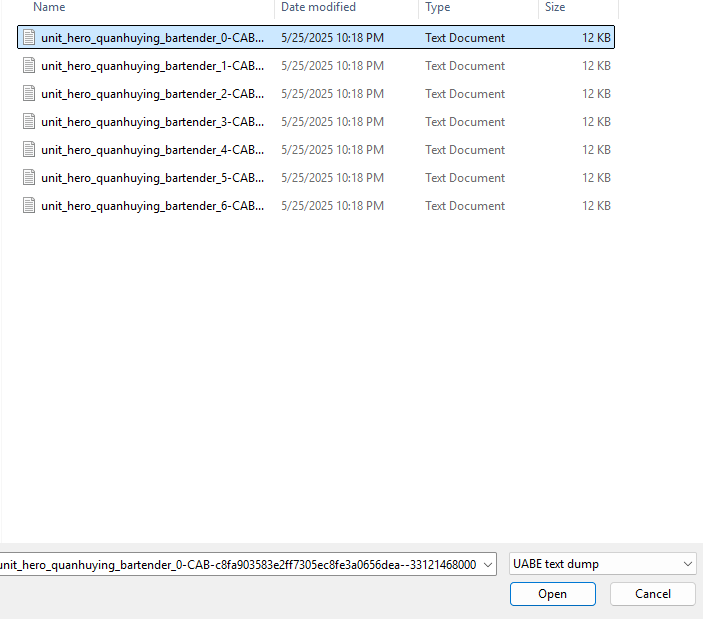 Name Date modified Type Size
unit_hero_quanhuying_bartender_0-CAB... 5/25/2025 10:18 PM Text Document 12 KB
unit_hero_quanhuying_bartender_1-CAB... 5/25/2025 10:18 PM Text Document 12 KB
unit_hero_quanhuying_bartender_2-CAB... 5/25/2025 10:18 PM Text Document 12 KB
unit_hero_quanhuying_bartender_3-CAB... 5/25/2025 10:18 PM Text Document 12 KB
unit_hero_quanhuying_bartender_4-CAB... 5/25/2025 10:18 PM Text Document 12 KB
unit_hero_quanhuying_bartender_5-CAB... 5/25/2025 10:18 PM Text Document 12 KB
unit_hero_quanhuying_bartender_6-CAB... 5/25/2025 10:18 PM Text Document 12 KB
unit_hero_quanhuying_bartender_0-CAB-c8fa903583e2ff7305ec8fe3a0656dea--33121468000 UABE text dump
Open Cancel